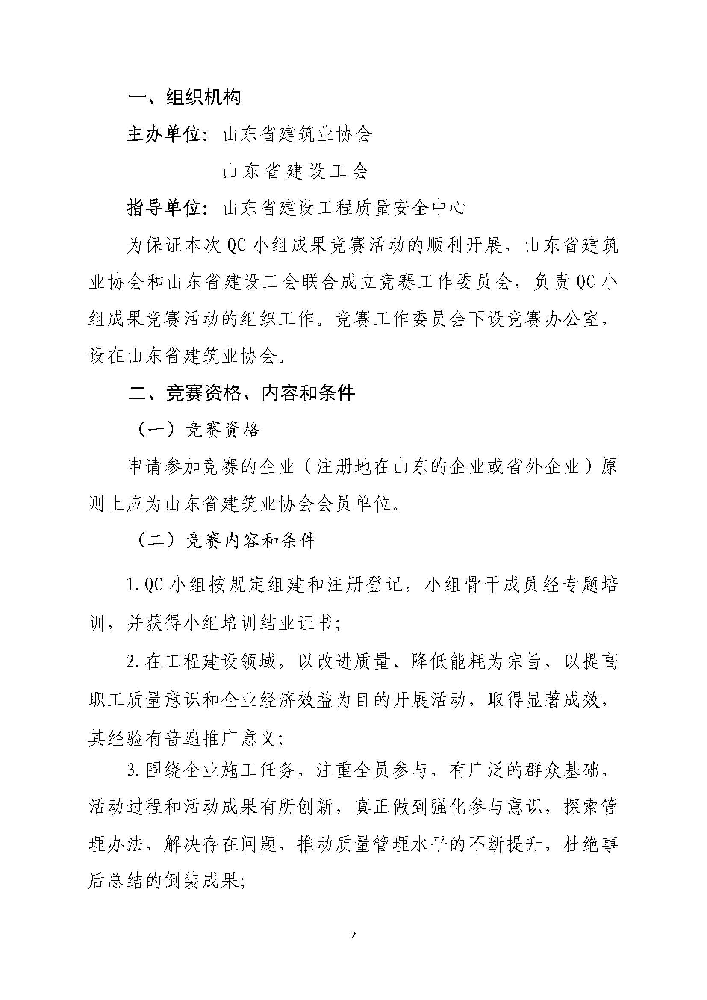 一、组织机构
主办单位：山东省建筑业协会
山东省建设工会
指导单位：山东省建设工程质量安全中心
为保证本次 QC 小组成果竞赛活动的顺利开展，山东省建筑
业协会和山东省建设工会联合成立竞赛工作委员会，负责 QC 小
组成果竞赛活动的组织工作。竞赛工作委员会下设竞赛办公室，
设在山东省建筑业协会。
二、竞赛资格、内容和条件
（一）竞赛资格
申请参加竞赛的企业（注册地在山东的企业或省外企业）原
则上应为山东省建筑业协会会员单位。
（二）竞赛内容和条件
1.QC 小组按规定组建和注册登记，小组骨干成员经专题培
训，并获得小组培训结业证书；
2.在工程建设领域，以改进质量、降低能耗为宗旨，以提高
职工质量意识和企业经济效益为目的开展活动，取得显著成效，
其经验有普遍推广意义；
3.围绕企业施工任务，注重全员参与，有广泛的群众基础，
活动过程和活动成果有所创新，真正做到强化参与意识，探索管
理办法，解决存在问题，推动质量管理水平的不断提升，杜绝事
后总结的倒装成果；
2